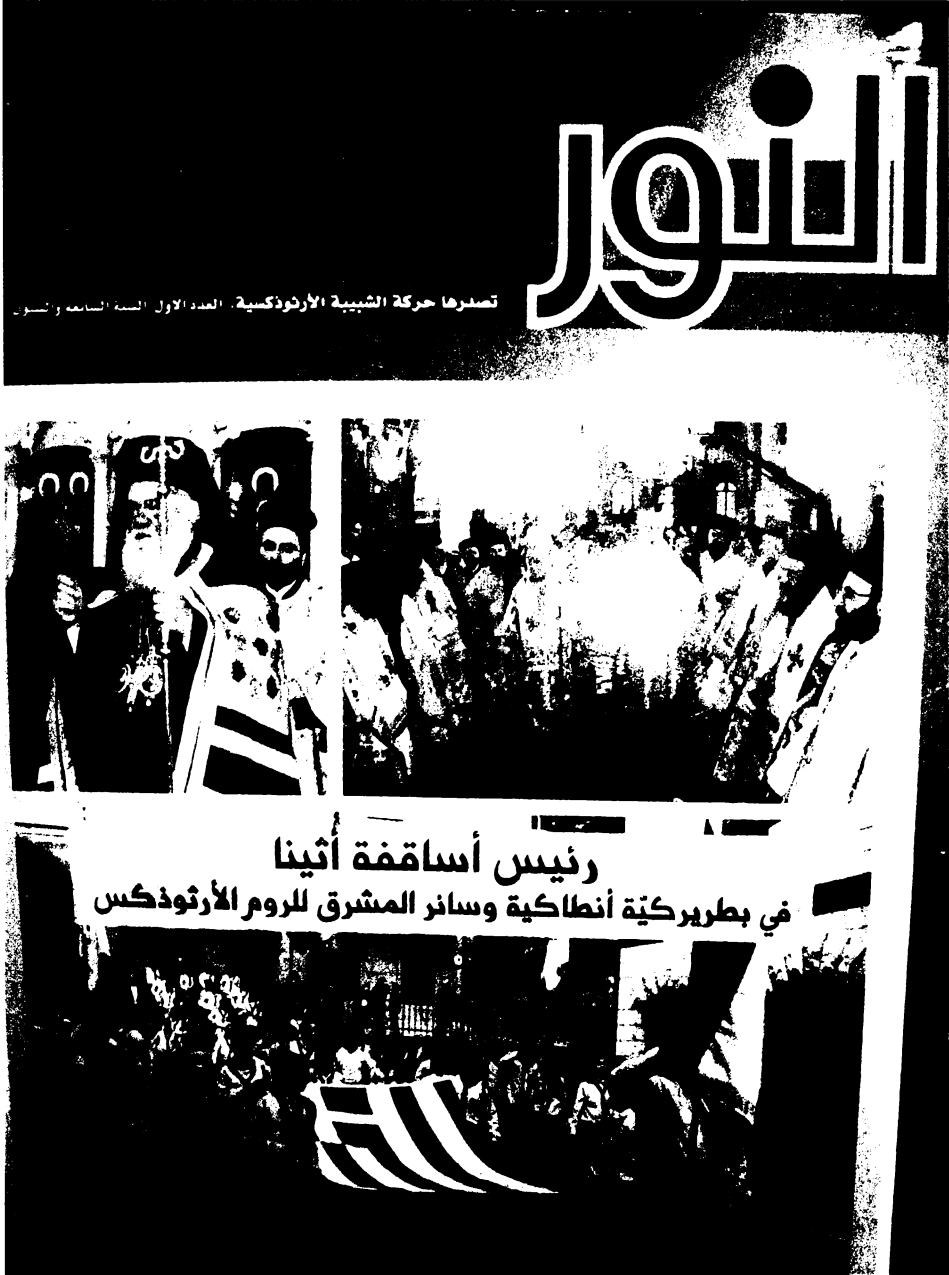 النور
تصدرها حركة الشبيبة الأرثوذكسية، العدد الأول السنة السابعة والستون
رئيس أساقفة أُثينا
في بطريركيّة أنطاكية وسائر المشرق للروم الأرثوذكس